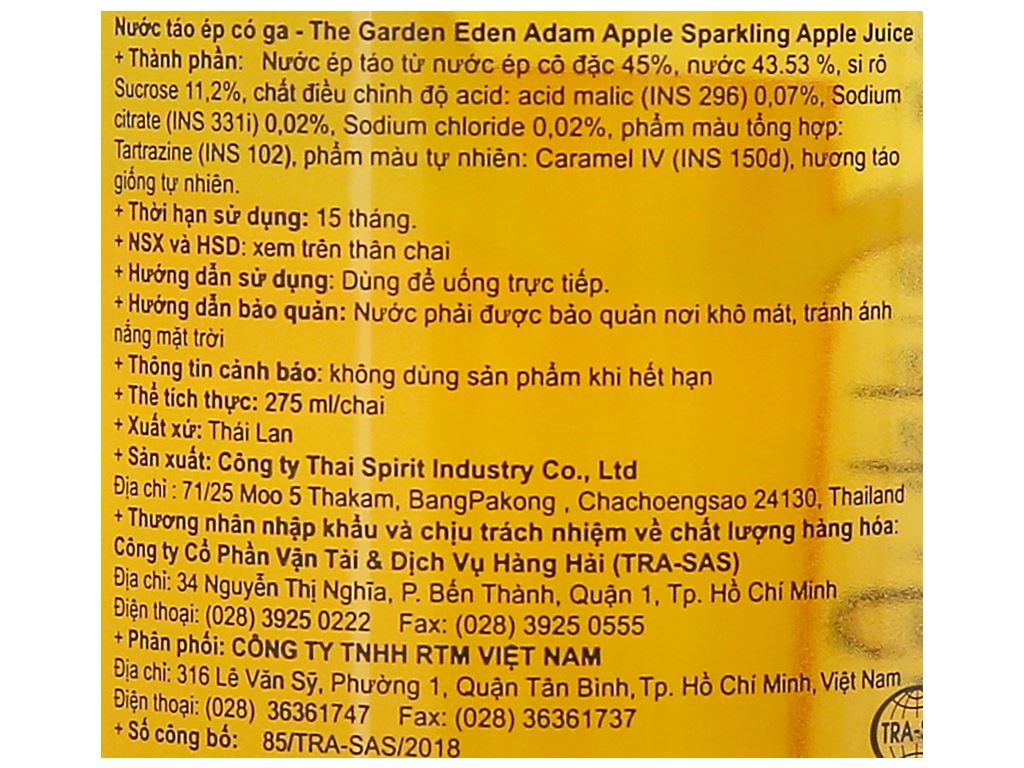 Nước táo ép có ga - The Garden Eden Adam Apple Sparkling Apple Juice
+ Thành phần: Nước ép táo từ nước ép cô đặc 45%, nước 43.53 %, si rô
Sucrose 11,2%, chất điều chỉnh độ acid: acid malic (INS 296) 0,07%, Sodium
citrate (INS 331i) 0,02%, Sodium chloride 0,02%, phẩm màu tổng hợp:
Tartrazine (INS 102), phẩm màu tự nhiên: Caramel IV (INS 150d), hương táo
giống tự nhiên.
+ Thời hạn sử dụng: 15 tháng.
+ NSX và HSD: xem trên thân chai
+ Hướng dẫn sử dụng: Dùng để uống trực tiếp.
+ Hướng dẫn bảo quản: Nước phải được bảo quản nơi khô mát, tránh ánh
nắng mặt trời
+ Thông tin cảnh báo: không dùng sản phẩm khi hết hạn
+ Thể tích thực: 275 ml/chai
+ Xuất xứ: Thái Lan
+ Sản xuất: Công ty Thai Spirit Industry Co., Ltd
Địa chỉ : 71/25 Moo 5 Thakam, BangPakong , Chachoengsao 24130, Thailand
+ Thương nhân nhập khẩu và chịu trách nhiệm về chất lượng hàng hóa:
Công ty Cổ Phần Vận Tải & Dịch Vụ Hàng Hải (TRA-SAS)
Địa chỉ: 34 Nguyễn Thị Nghĩa, P. Bến Thành, Quận 1, Tp. Hồ Chí Minh
Điện thoại: (028) 3925 0222 Fax: (028) 3925 0555
+ Phân phối: CÔNG TY TNHH RTM VIỆT NAM
Địa chỉ: 316 Lê Văn Sỹ, Phường 1, Quận Tân Bình, Tp. Hồ Chí Minh, Việt Nam
Điện thoại: (028) 36361747 Fax: (028) 36361737
+ Số công bố: 85/TRA-SAS/2018
TRA-S